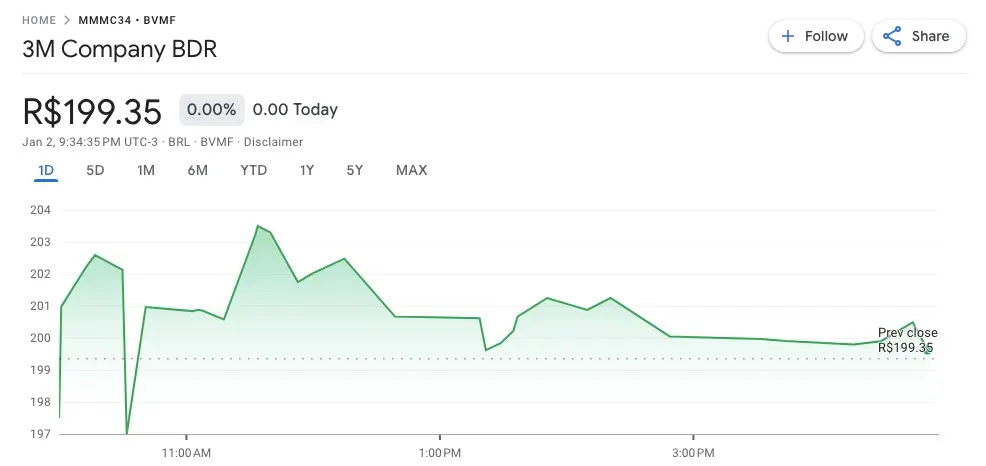 HOME > MMMC34 • BVMF
3M Company BDR
+ Follow
Share
R$199.35 0.00% 0.00 Today
Jan 2, 9:34:35 PM UTC-3 · BRL · BVMF · Disclaimer
1D 5D 1M 6M YTD 1Y 5Y MAX
204
203
202
201
200
199
198
197
Prev close
R$199.35
11:00 AM 1:00 PM 3:00 PM